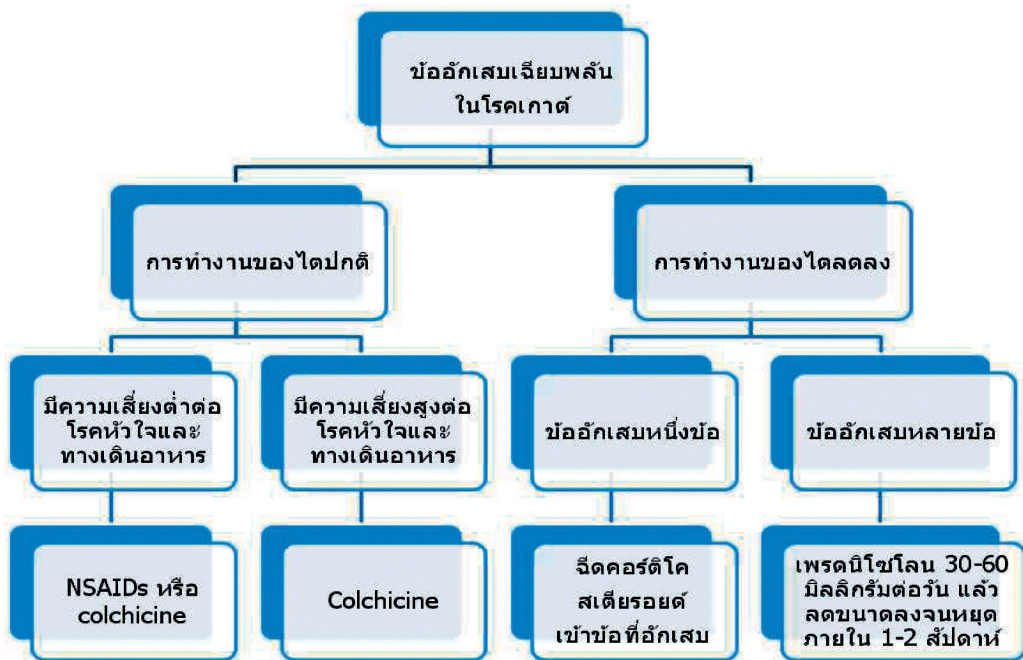 ข้ออักเสบเฉียบพลัน
ในโรคเกาต์
การทำงานของไตปกติ
การทำงานของไตลดลง
มีความเสี่ยงต่ำต่อ
โรคหัวใจและ
ทางเดินอาหาร
มีความเสี่ยงสูงต่อ
โรคหัวใจและ
ทางเดินอาหาร
ข้ออักเสบหนึ่งข้อ
ข้ออักเสบหลายข้อ
NSAIDs หรือ
colchicine
Colchicine
ฉีดคอร์ติโค
สเตียรอยด์
เข้าข้อที่อักเสบ
เพรดนิโซโลน 30-60
มิลลิกรัมต่อวัน แล้ว
ลดขนาดลงจนหยุด
ภายใน 1-2 สัปดาห์